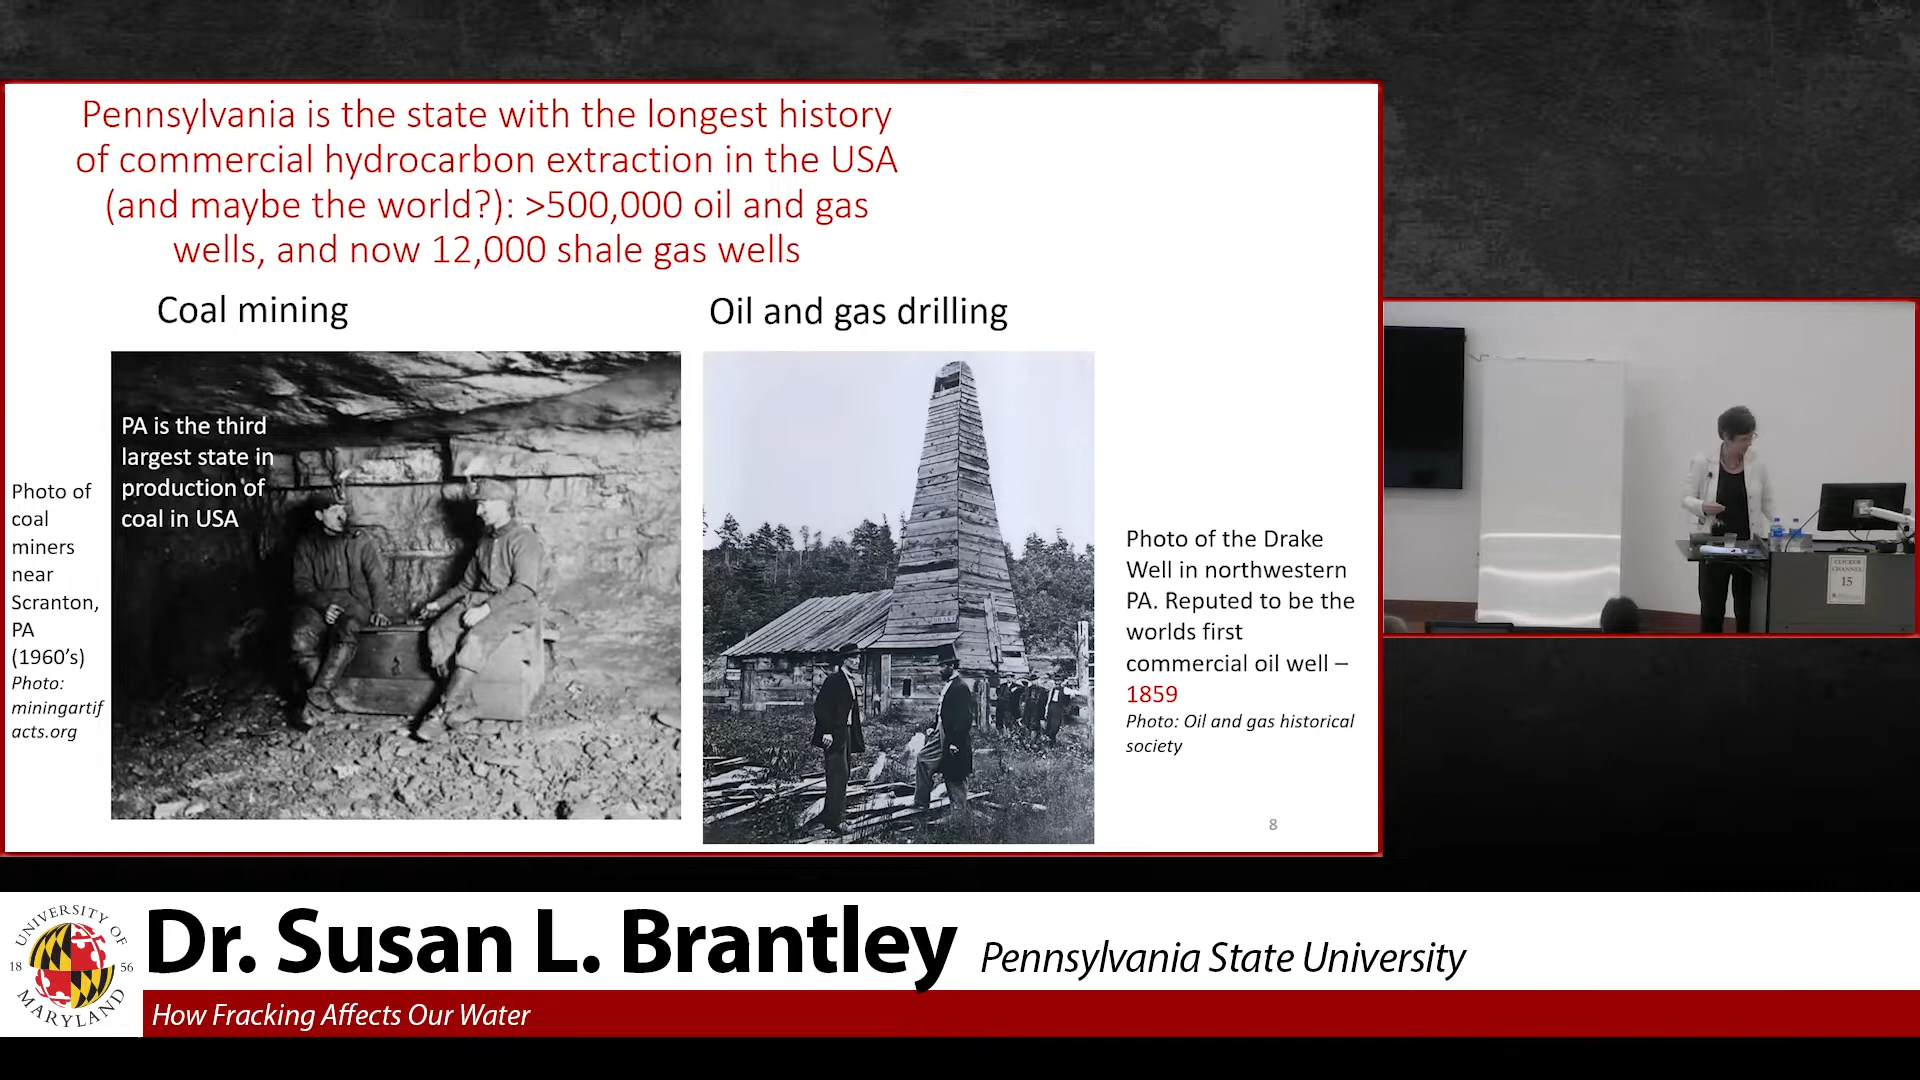 Pennsylvania is the state with the longest history
of commercial hydrocarbon extraction in the USA
(and maybe the world?): >500,000 oil and gas
wells, and now 12,000 shale gas wells
Coal mining
Oil and gas drilling
PA is the third
largest state in
production of
coal in USA
Photo of
coal
miners
near
Scranton,
PA
(1960's)
Photo:
miningartif
acts.org
Photo of the Drake
Well in northwestern
PA. Reputed to be the
worlds first
commercial oil well –
1859
Photo: Oil and gas historical
society
8
CLICKER
CHANNEL
15
UNIVERSITY OF
18 56
MARYLAND
Dr. Susan L. Brantley Pennsylvania State University
How Fracking Affects Our Water